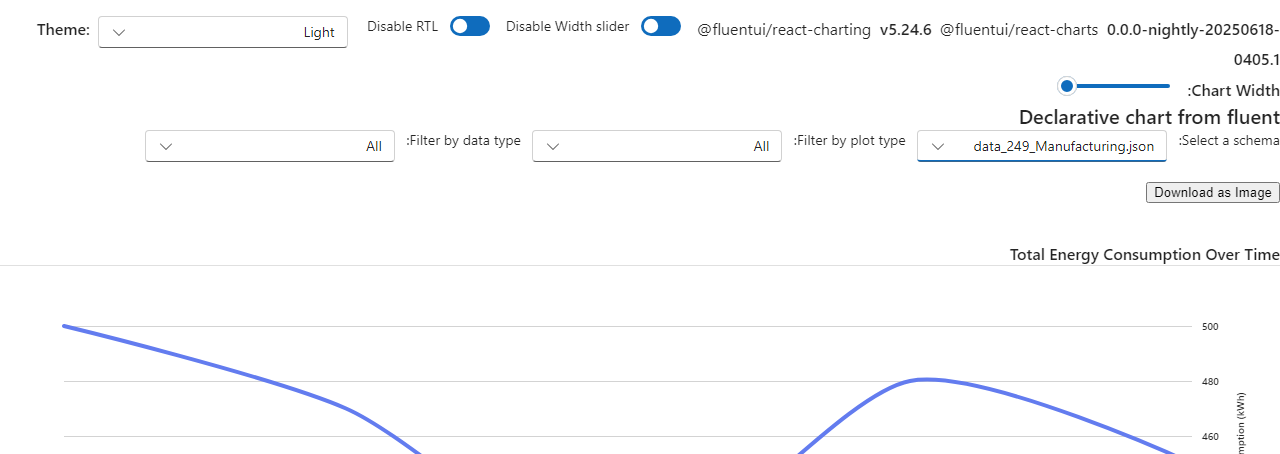 Theme: Light Disable RTL Disable Width slider @fluentui/react-charting v5.24.6 @fluentui/react-charts 0.0.0-nightly-20250618-
0405.1
:Chart Width
Declarative chart from fluent
:Select a schema data_249_Manufacturing.json :Filter by plot type All :Filter by data type All
Download as Image
Total Energy Consumption Over Time
500
480
460
(kWh)